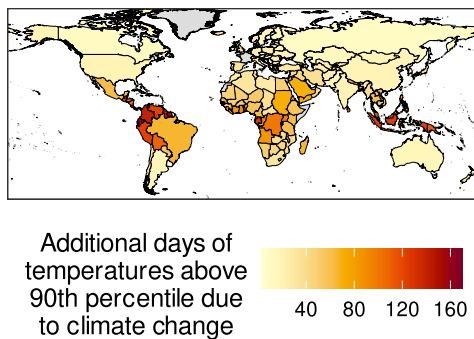 Additional days of
temperatures above
90th percentile due
to climate change
40 80 120 160